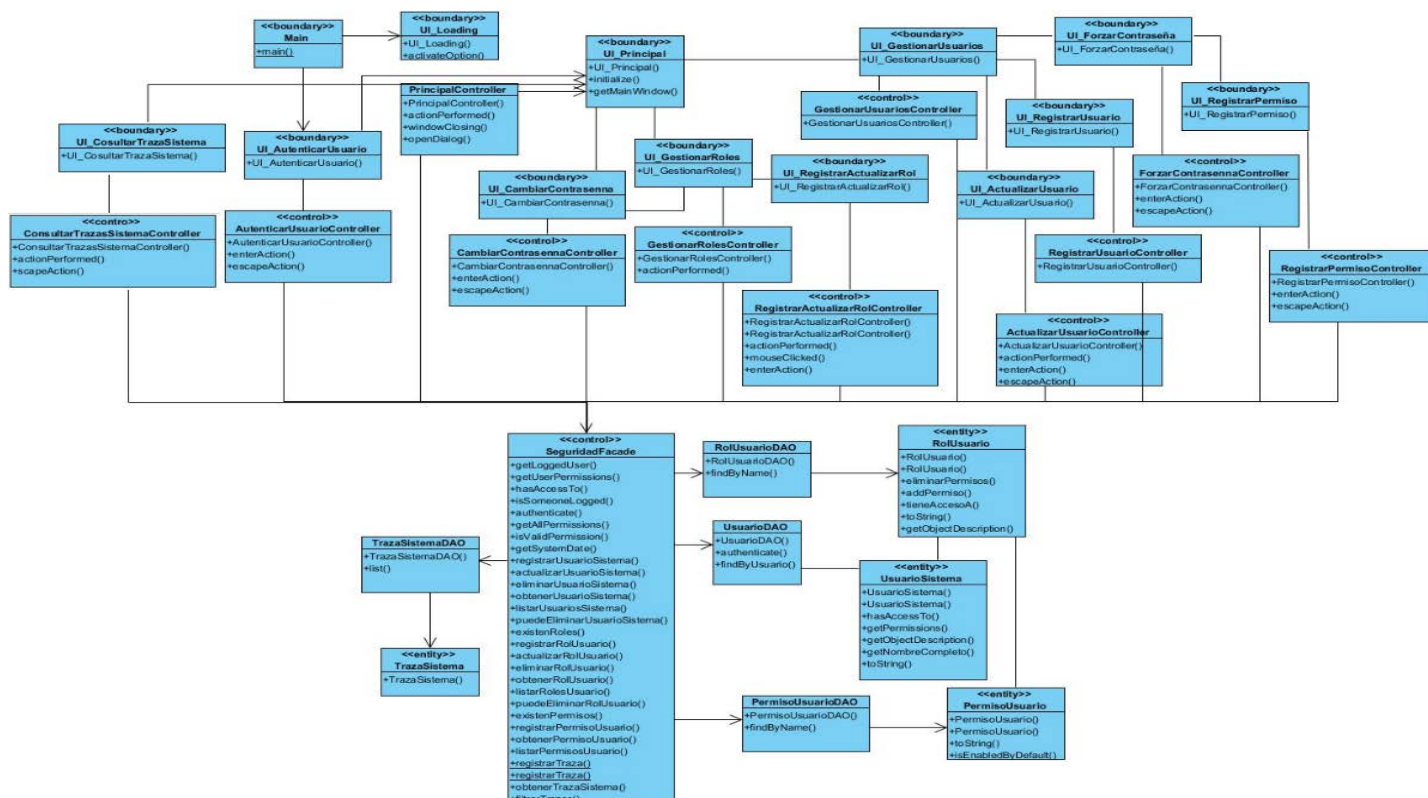 <<boundary>>
Main
+main()
<<boundary>>
UI_Loading
+UI_Loading()
+activateOption()
<<boundary>>
UI_Principal
+UI_Principal()
+initialize()
+getMainWindow()
<<boundary>>
UI_GestionarUsuarios
+UI_GestionarUsuarios()
<<boundary>>
UI_ForzarContraseña
+UI_ForzarContraseña()
PrincipalController
+PrincipalController()
+actionPerformed()
+windowClosing()
+openDialog()
<<control>>
GestionarUsuariosController
+GestionarUsuariosController()
<<boundary>>
UI_RegistrarUsuario
+UI_RegistrarUsuario()
<<boundary>>
UI_RegistrarPermiso
+UI_RegistrarPermiso()
<<boundary>>
UI_CosultarTrazaSistema
+UI_CosultarTrazaSistema()
<<boundary>>
UI_AutenticarUsuario
+UI_AutenticarUsuario()
<<boundary>>
UI_GestionarRoles
+UI_GestionarRoles()
<<boundary>>
UI_RegistrarActualizarRol
+UI_RegistrarActualizarRol()
<<boundary>>
UI_CambiarContrasenna
+UI_CambiarContrasenna()
<<boundary>>
UI_ActualizarUsuario
+UI_ActualizarUsuario()
<<control>>
ForzarContrasennaController
+ForzarContrasennaController()
+enterAction()
+escapeAction()
<<contro>>
ConsultarTrazasSistemaController
+ConsultarTrazasSistemaController()
+actionPerformed()
+scapeAction()
<<control>>
AutenticarUsuarioController
+AutenticarUsuarioController()
+enterAction()
+escapeAction()
<<control>>
CambiarContrasennaController
+CambiarContrasennaController()
+enterAction()
+escapeAction()
<<control>>
GestionarRolesController
+GestionarRolesController()
+actionPerformed()
<<control>>
RegistrarUsuarioController
+RegistrarUsuarioController()
<<control>>
RegistrarPermisoController
+RegistrarPermisoController()
+enterAction()
+escapeAction()
<<control>>
RegistrarActualizarRolController
+RegistrarActualizarRolController()
+RegistrarActualizarRolController()
+actionPerformed()
+mouseClicked()
+enterAction()
<<control>>
ActualizarUsuarioController
+ActualizarUsuarioController()
+actionPerformed()
+enterAction()
+escapeAction()
<<control>>
SeguridadFacade
+getLoggedUser()
+getUserPermissions()
+hasAccessTo()
+isSomeoneLogged()
+authenticate()
+getAllPermissions()
+isValidPermission()
+getSystemDate()
+registrarUsuarioSistema()
+actualizarUsuarioSistema()
+eliminarUsuarioSistema()
+obtenerUsuarioSistema()
+listarUsuariosSistema()
+puedeEliminarUsuarioSistema()
+existenRoles()
+registrarRolUsuario()
+actualizarRolUsuario()
+eliminarRolUsuario()
+obtenerRolUsuario()
+listarRolesUsuario()
+puedeEliminarRolUsuario()
+existenPermisos()
+registrarPermisoUsuario()
+obtenerPermisoUsuario()
+listarPermisosUsuario()
+registrarTraza()
+registrarTraza()
+obtenerTrazaSistema()
RolUsuarioDAO
+RolUsuarioDAO()
+findByName()
<<entity>>
RolUsuario
+RolUsuario()
+RolUsuario()
+eliminarPermisos()
+addPermiso()
+tieneAccesoA()
+toString()
+getObjectDescription()
UsuarioDAO
+UsuarioDAO()
+authenticate()
+findByUsuario()
TrazaSistemaDAO
+TrazaSistemaDAO()
+list()
<<entity>>
UsuarioSistema
+UsuarioSistema()
+UsuarioSistema()
+hasAccessTo()
+getPermissions()
+getObjectDescription()
+getNombreCompleto()
+toString()
<<entity>>
TrazaSistema
+TrazaSistema()
PermisoUsuarioDAO
+PermisoUsuarioDAO()
+findByName()
<<entity>>
PermisoUsuario
+PermisoUsuario()
+PermisoUsuario()
+toString()
+isEnabledByDefault()